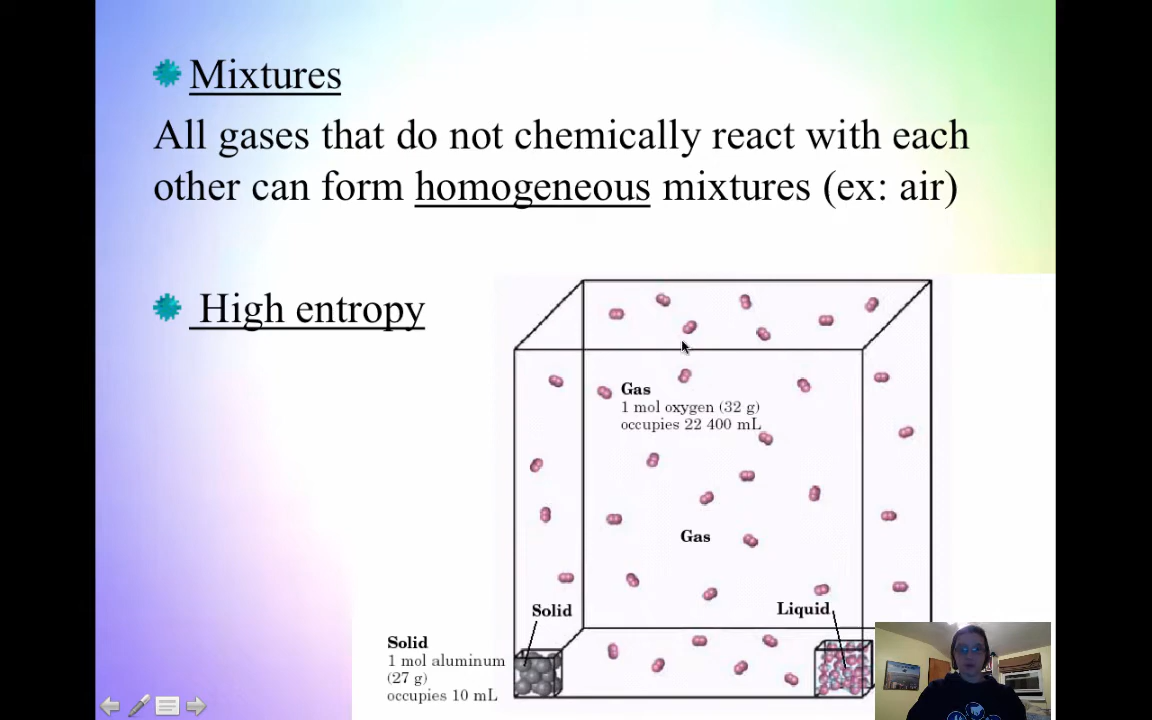 Mixtures
All gases that do not chemically react with each
other can form homogeneous mixtures (ex: air)
High entropy
Gas
1 mol oxygen (32 g)
occupies 22 400 mL
Gas
Solid
Liquid
Solid
1 mol aluminum
(27 g)
occupies 10 mL